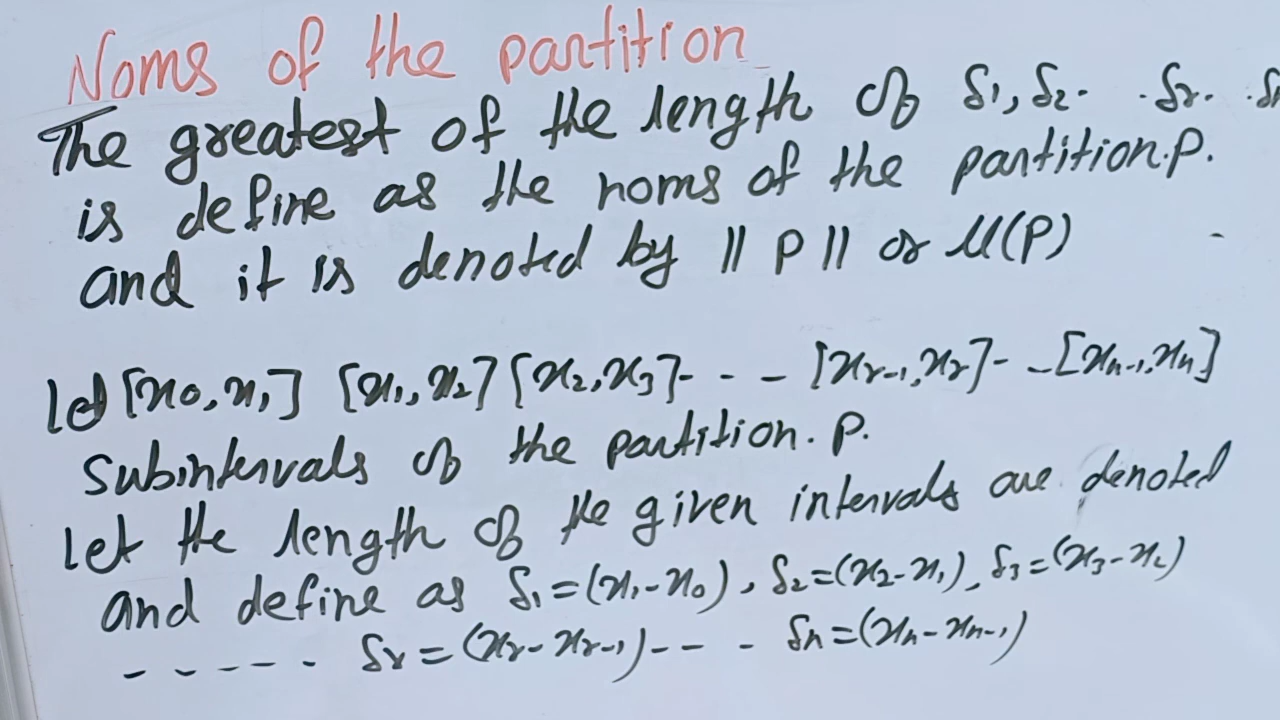 Noms of the partition
The greatest of the length of δ1, δ2. .δr. .δn
is define as the noms of the partition.P.
and it is denoted by || P || or μ(P)
let [x0, x1] [x1, x2] [x2, x3]- - - [xr-1, xr]- -[xn-1, xn]
Subintervals of the partition. P.
Let the length of the given intervals are denoted
and define as δ1=(x1-x0), δ2=(x2-x1), δ3=(x3-x2)
- - - - - δr=(xr-xr-1)- - - δn=(xn-xn-1)